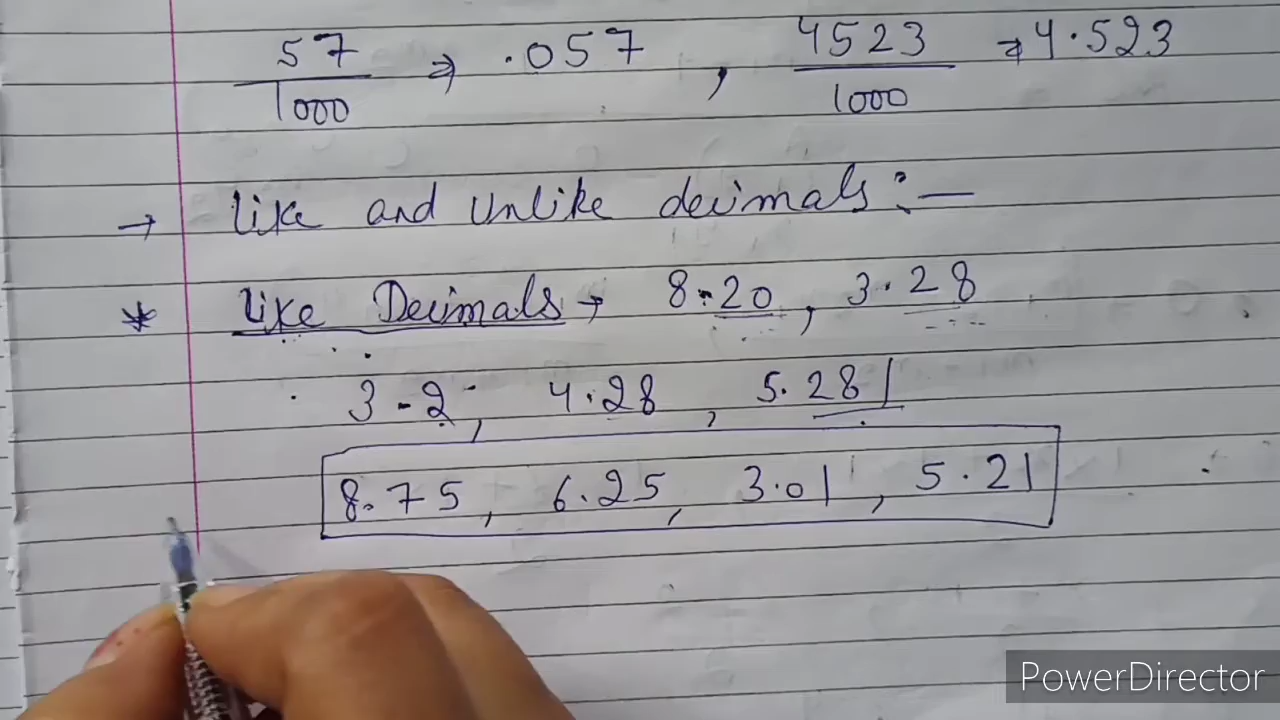 57/1000 ⇒ .057 , 4523/1000 ⇒ 4.523
→ like and Unlike decimals :—
* like Decimals → 8.20 , 3.28
3.2 , 4.28 , 5.281
8.75 , 6.25 , 3.01 , 5.21
PowerDirector